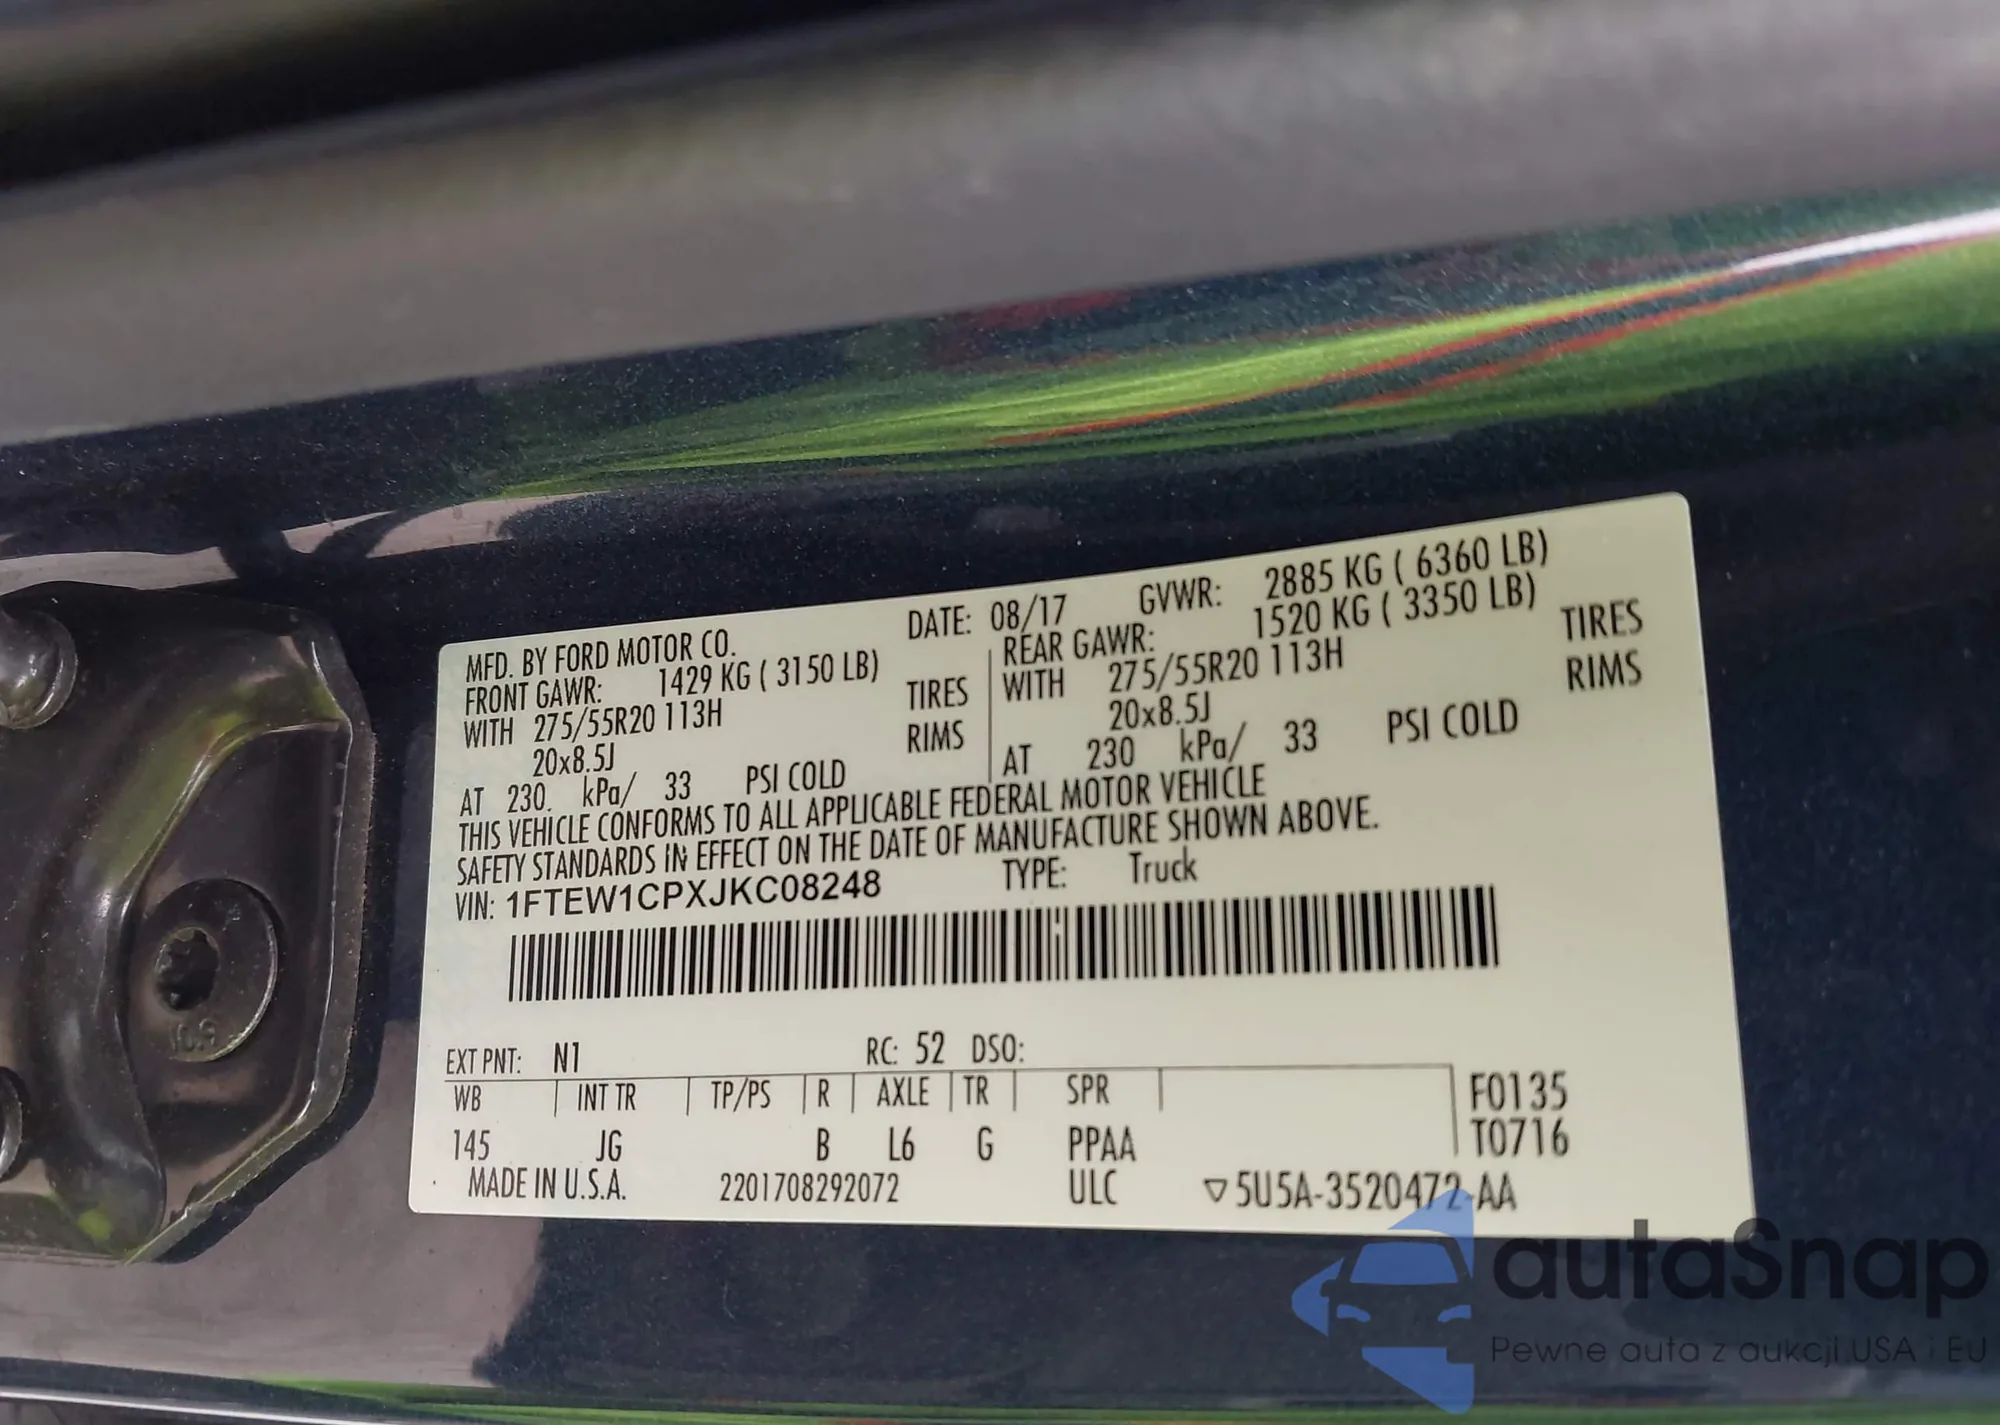 MFD. BY FORD MOTOR CO. DATE: 08/17 GVWR: 2885 KG ( 6360 LB)
FRONT GAWR: 1429 KG ( 3150 LB) REAR GAWR: 1520 KG ( 3350 LB)
WITH 275/55R20 113H TIRES WITH 275/55R20 113H TIRES
20x8.5J RIMS 20x8.5J RIMS
AT 230 kPa/ 33 PSI COLD AT 230 kPa/ 33 PSI COLD
THIS VEHICLE CONFORMS TO ALL APPLICABLE FEDERAL MOTOR VEHICLE
SAFETY STANDARDS IN EFFECT ON THE DATE OF MANUFACTURE SHOWN ABOVE.
VIN: 1FTEW1CPXJKC08248 TYPE: Truck
EXT PNT: N1 RC: 52 DSO:
WB INT TR TP/PS R AXLE TR SPR F0135
145 JG B L6 G PPAA T0716
MADE IN U.S.A. 2201708292072 ULC ▽5U5A-3520472-AA
10.9
autaSnap
Pewne auta z aukcji USA i EU